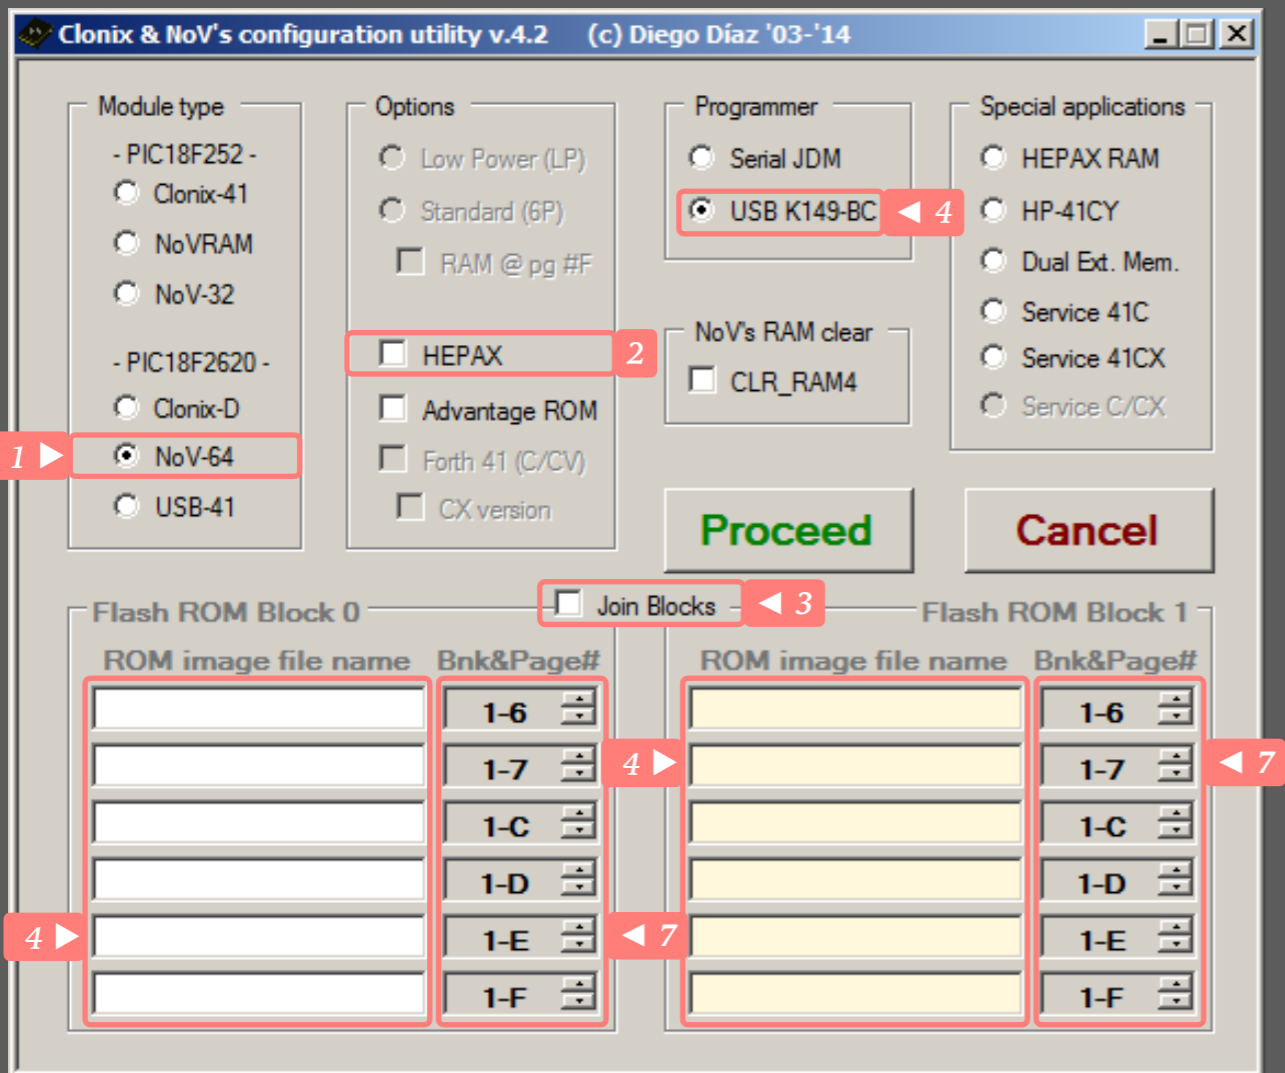 Clonix & NoV's configuration utility v.4.2 (c) Diego Díaz '03-'14
Module type
- PIC18F252 -
Clonix-41
NoVRAM
NoV-32
- PIC18F2620 -
Clonix-D
1
NoV-64
USB-41
Options
Low Power (LP)
Standard (6P)
RAM @ pg #F
HEPAX
2
Advantage ROM
Forth 41 (C/CV)
CX version
Programmer
Serial JDM
USB K149-BC
4
NoV's RAM clear
CLR_RAM4
Special applications
HEPAX RAM
HP-41CY
Dual Ext. Mem.
Service 41C
Service 41CX
Service C/CX
Proceed
Cancel
Join Blocks
3
Flash ROM Block 0
ROM image file name Bnk&Page#
1-6
1-7
1-C
1-D
4
1-E
7
1-F
Flash ROM Block 1
ROM image file name Bnk&Page#
1-6
4
1-7
7
1-C
1-D
1-E
1-F